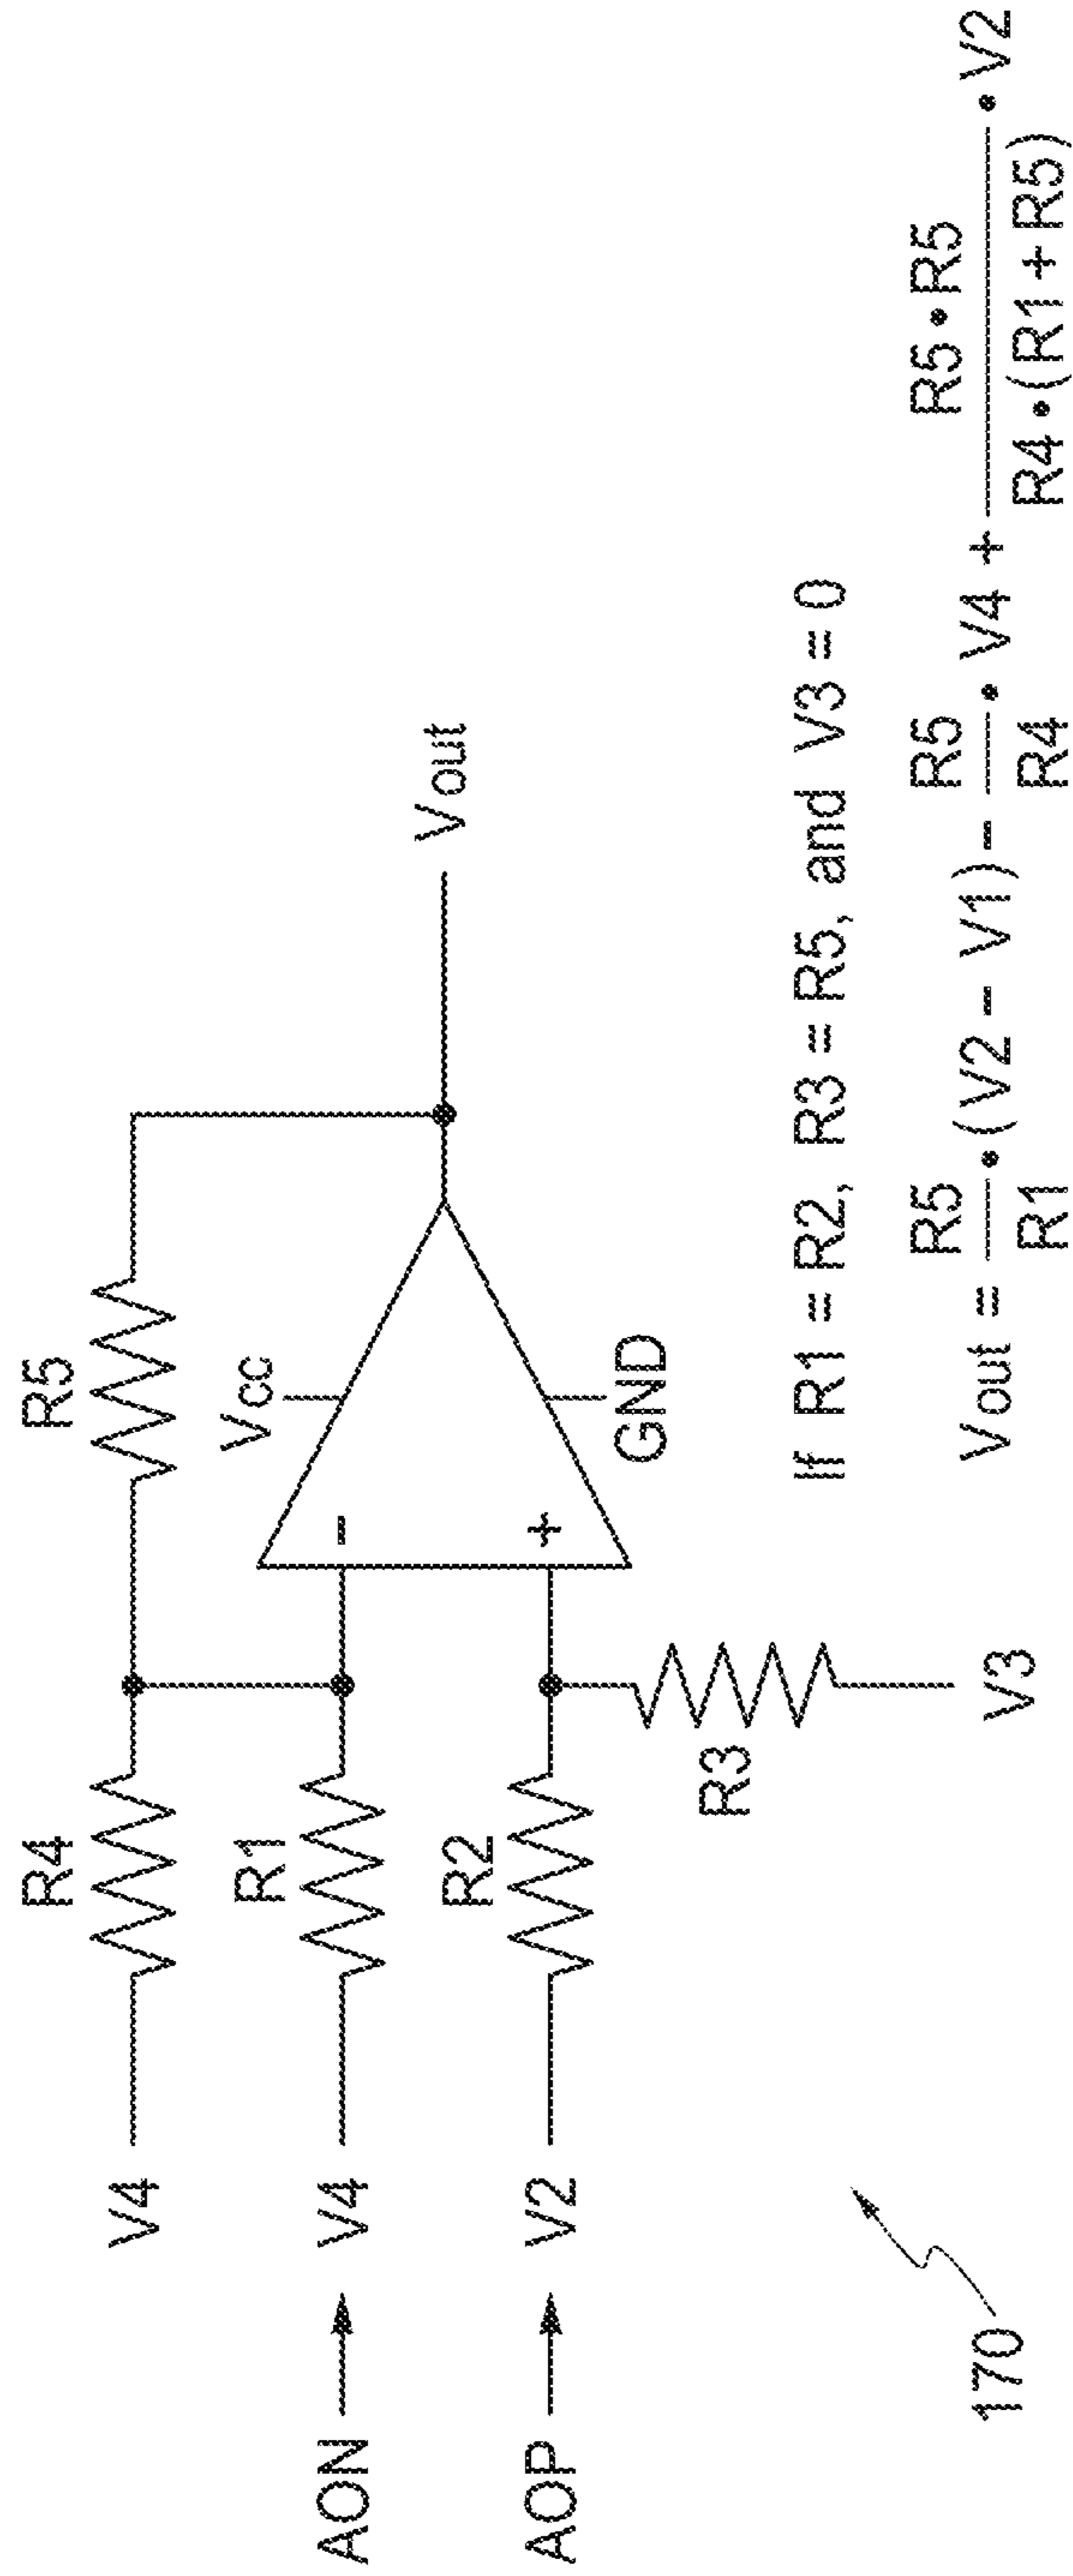 R4
R5
V4
Vcc
R1
AON V4
-
Vout
R2
AOP V2
+
GND
R3
V3
170
If R1 = R2, R3 = R5, and V3 = 0
Vout = R5/R1 • (V2 - V1) - R5/R4 • V4 + R5 • R5/R4 • (R1 + R5) • V2